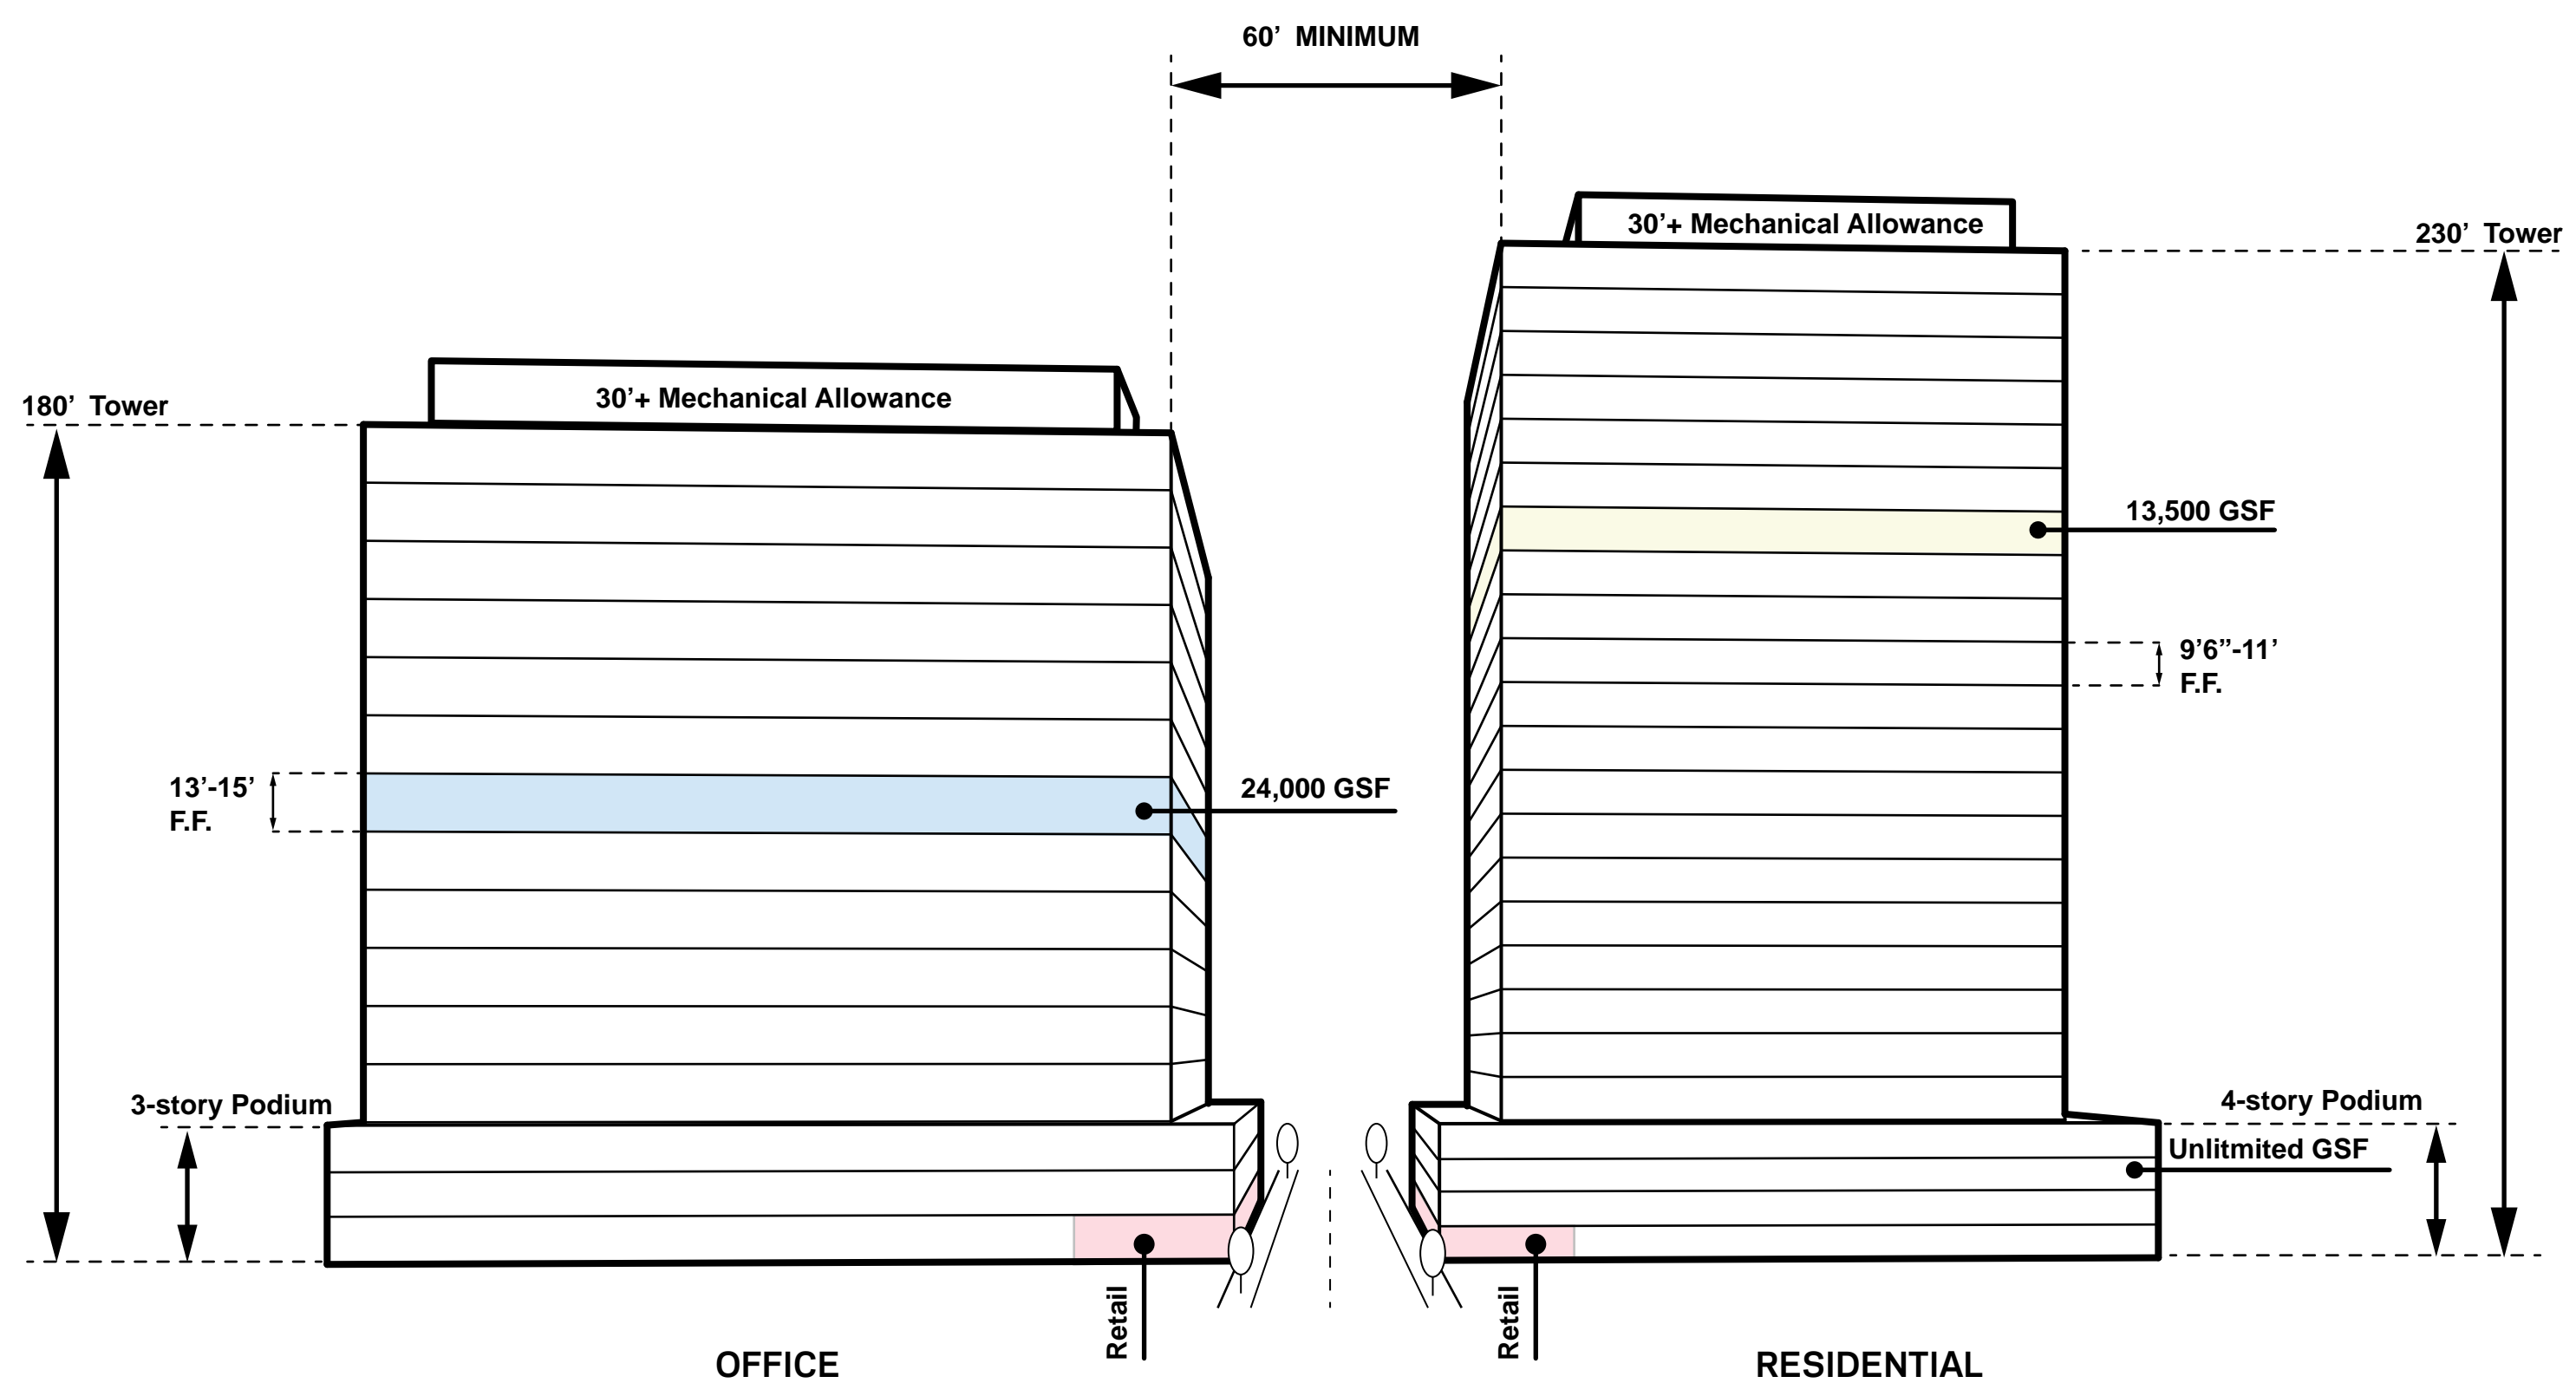 60’ MINIMUM
30’+ Mechanical Allowance
230’ Tower
30’+ Mechanical Allowance
180’ Tower
13,500 GSF
9’6”-11’
F.F.
13’-15’
F.F.
24,000 GSF
3-story Podium
4-story Podium
Unlitmited GSF
Retail
Retail
OFFICE
RESIDENTIAL